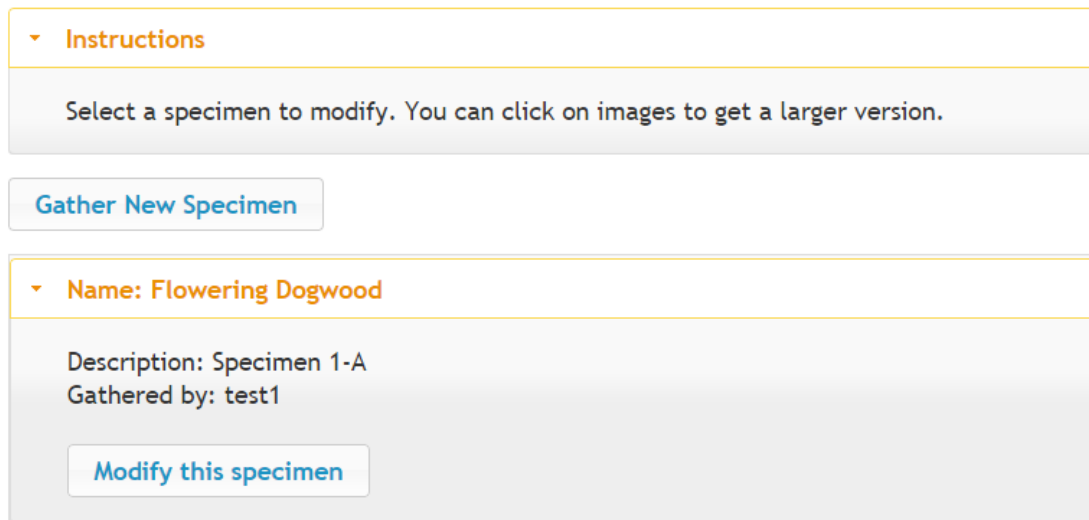 Instructions
Select a specimen to modify. You can click on images to get a larger version.
Gather New Specimen
Name: Flowering Dogwood
Description: Specimen 1-A
Gathered by: test1
Modify this specimen